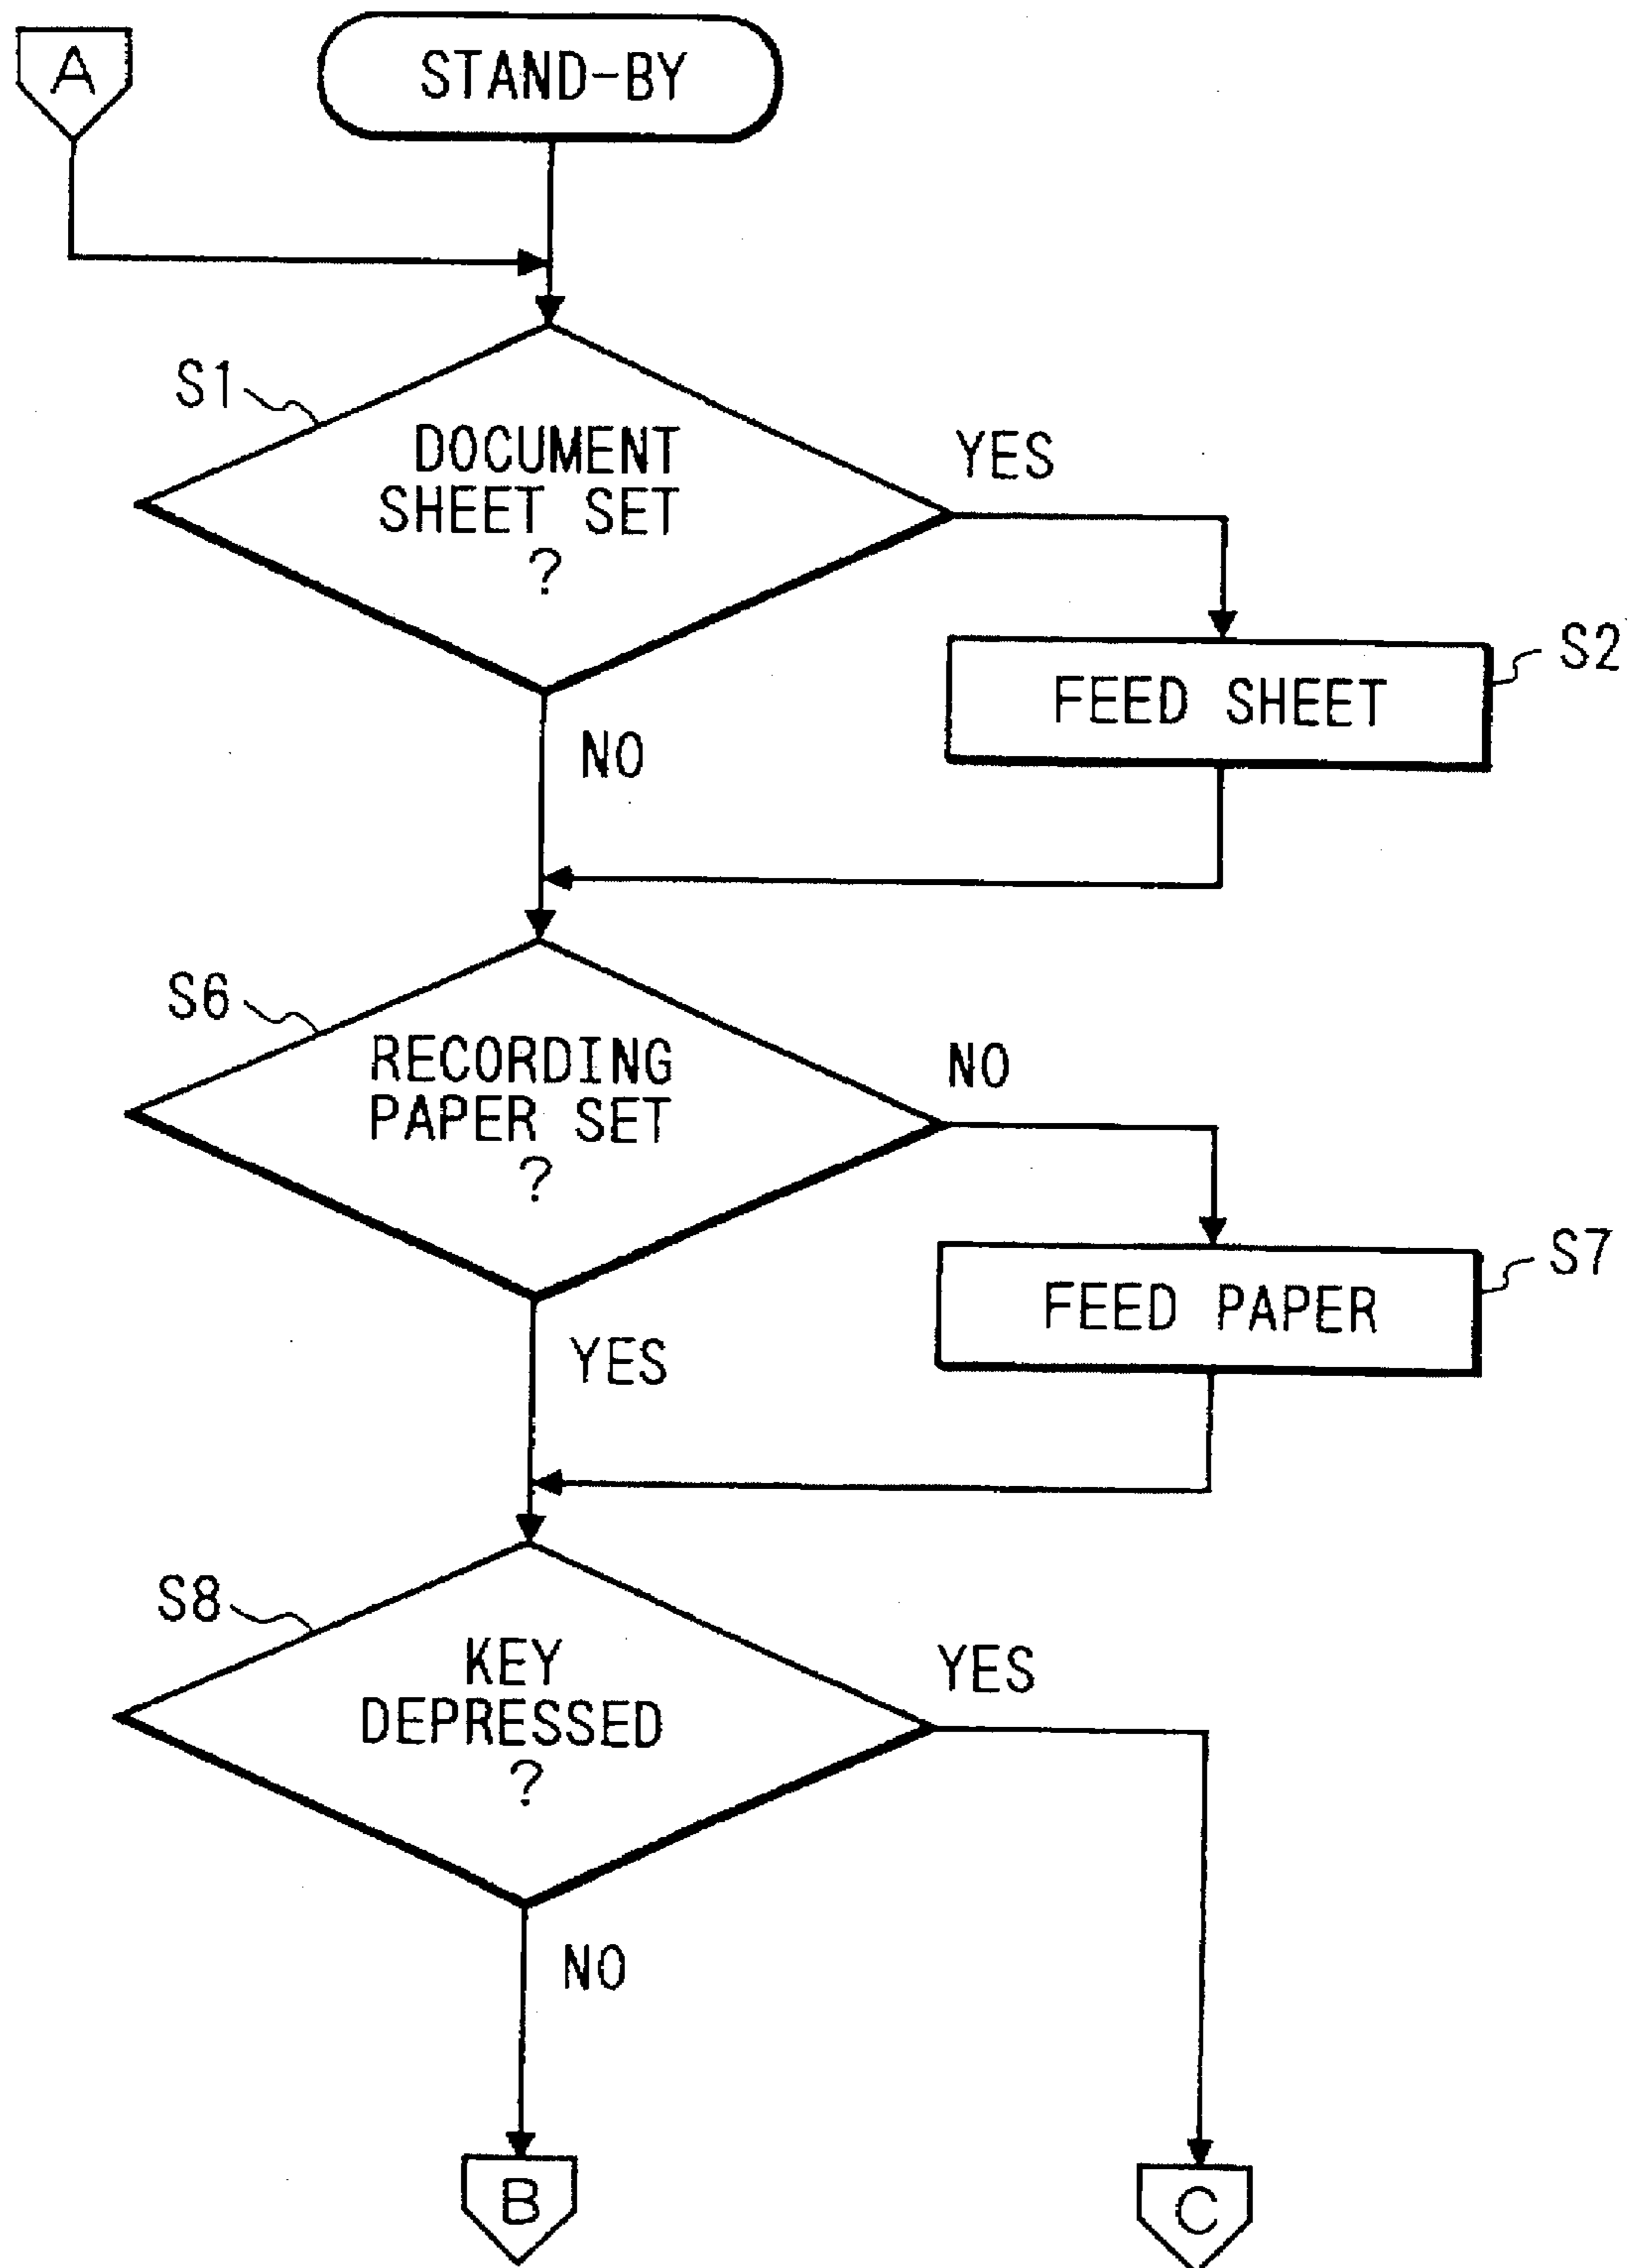 A
STAND-BY
S1
DOCUMENT
SHEET SET
?
YES
S2
FEED SHEET
NO
S6
RECORDING
PAPER SET
?
NO
S7
FEED PAPER
YES
S8
KEY
DEPRESSED
?
YES
NO
B
C